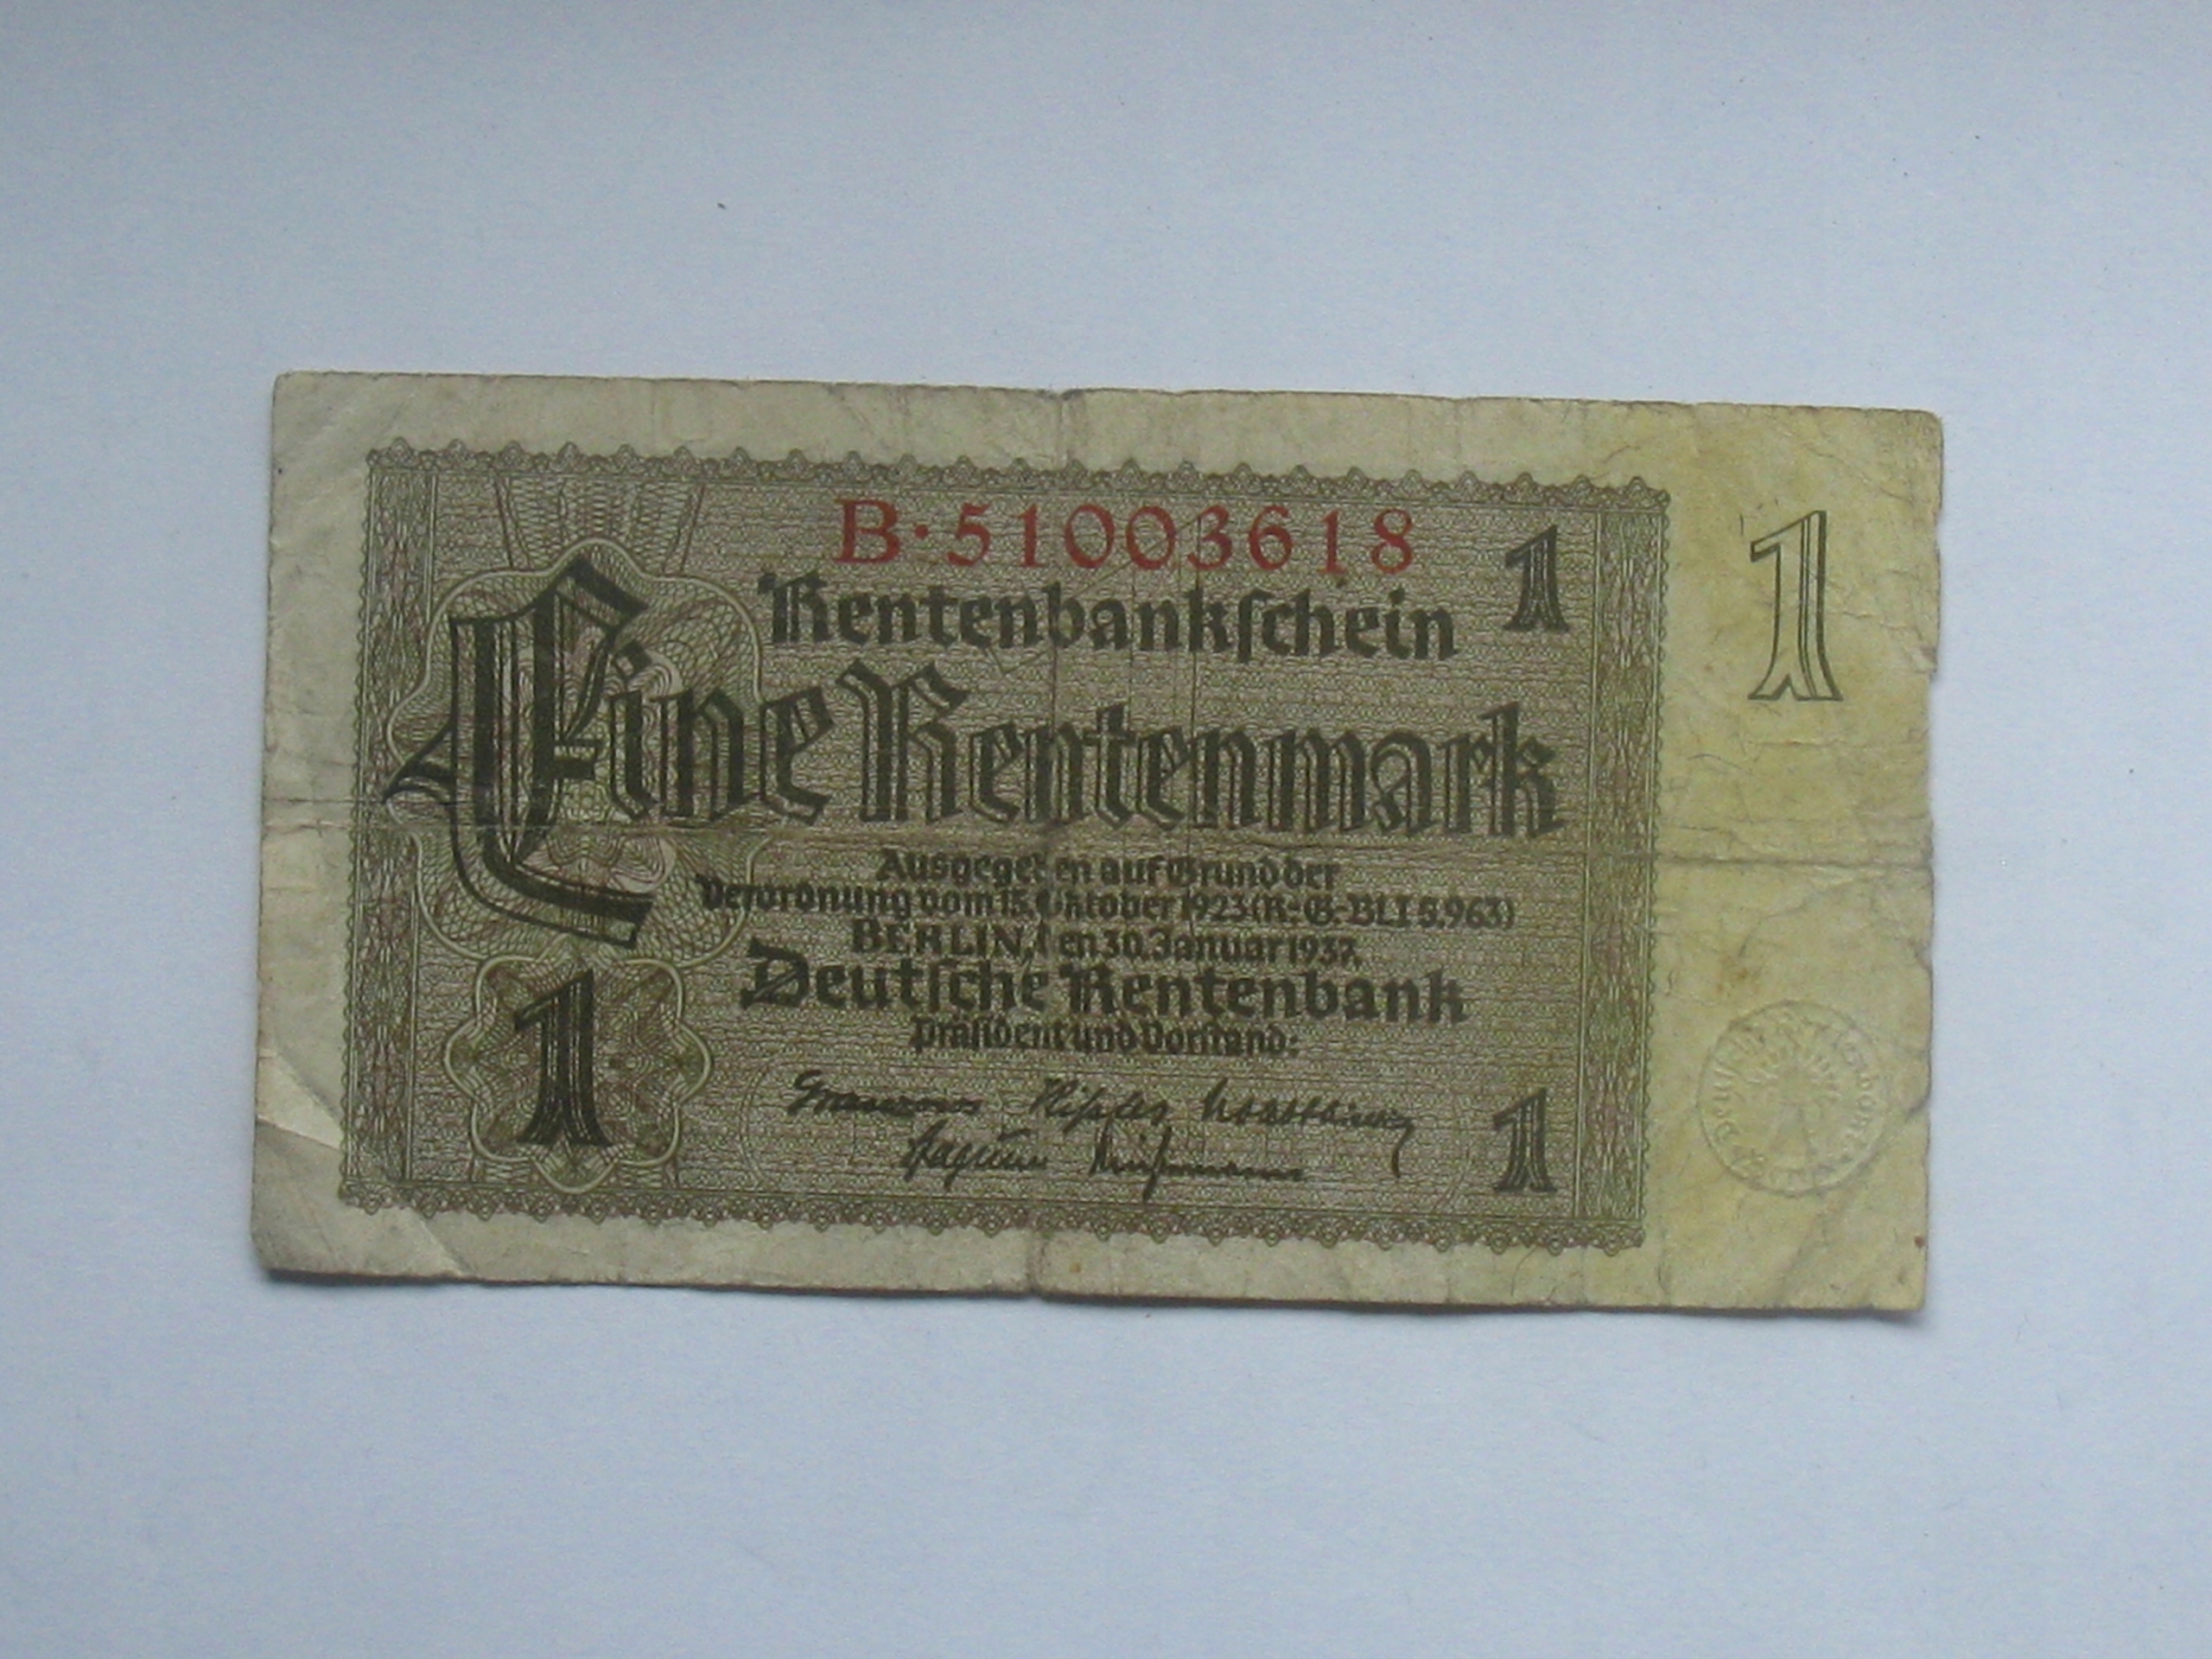 B·51003618
1
1
Rentenbankſchein
Eine Rentenmark
Ausgegeben auf Grund der
Verordnung vom 15. Oktober 1923 (R.-G.-Bl. I S. 963)
BERLIN, den 30. Januar 1937.
Deutſche Rentenbank
Präſident und Vorſtand:
1
1